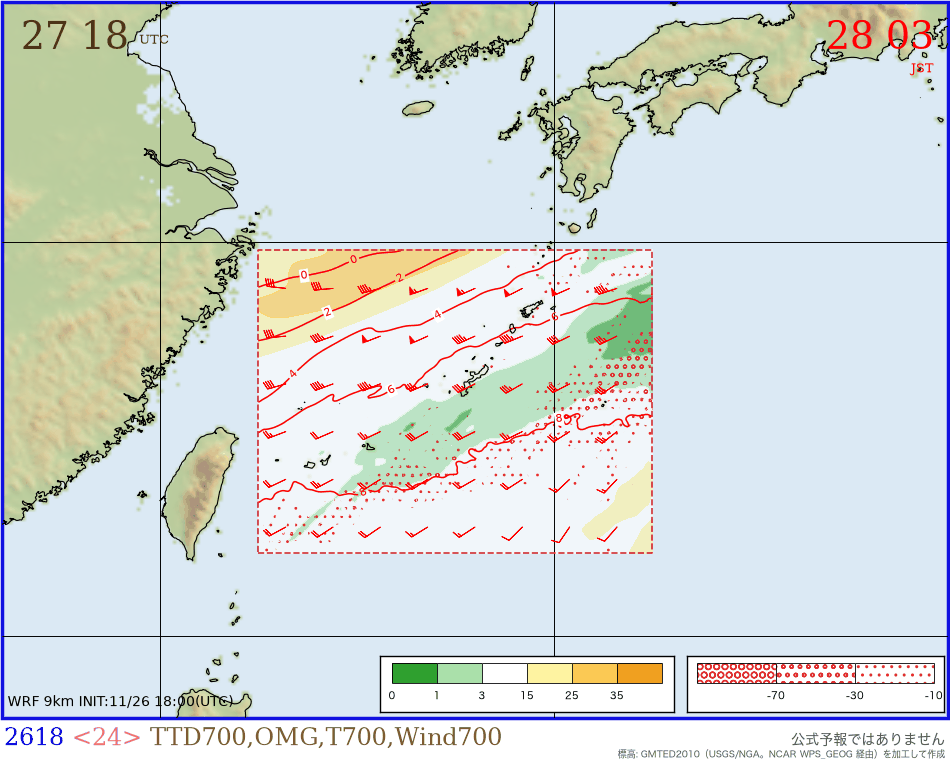 27 18 UTC
28 03
JST
0
0
2
2
4
4
6
6
8
6
0 1 3 15 25 35
-70 -30 -10
WRF 9km INIT:11/26 18:00(UTC)
2618 <24> TTD700,OMG,T700,Wind700
公式予報ではありません
標高: GMTED2010（USGS/NGA。NCAR WPS_GEOG 経由）を加工して作成